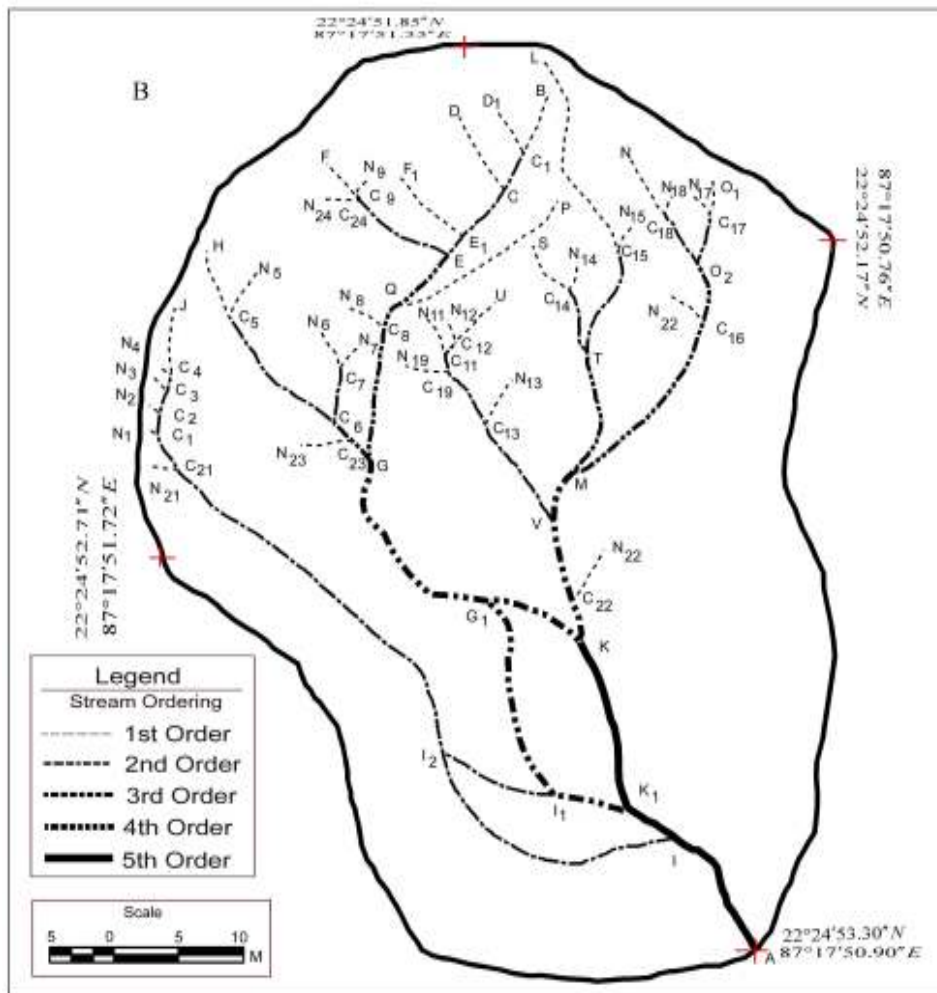 22°24'51.85"N
87°17'51.33"E
B
L
B
D
D1
N
F
N9
F1
C1
N18
N17
O1
C
C9
N24
C24
P
N15
C18
C17
H
E1
S
C15
N5
E
N14
O2
Q
J
N8
N11
N12
U
C14
N22
C5
N6
C8
C16
N4
N7
C12
T
N3
C4
N19
C11
C3
C7
C19
N13
N2
C2
C6
N1
C1
C13
N23
C23
G
C21
M
N21
V
87°17'50.76"E
22°24'52.17"N
22°24'52.71"N
87°17'51.72"E
N22
C22
G1
K
I2
K1
I1
I
Legend
Stream Ordering
1st Order
2nd Order
3rd Order
4th Order
5th Order
Scale
5 0 5 10
M
22°24'53.30"N
87°17'50.90"E
A